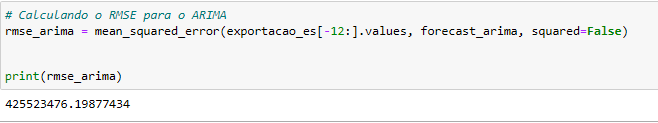 # Calculando o RMSE para o ARIMA
rmse_arima = mean_squared_error(exportacao_es[-12:].values, forecast_arima, squared=False)
print(rmse_arima)
425523476.19877434